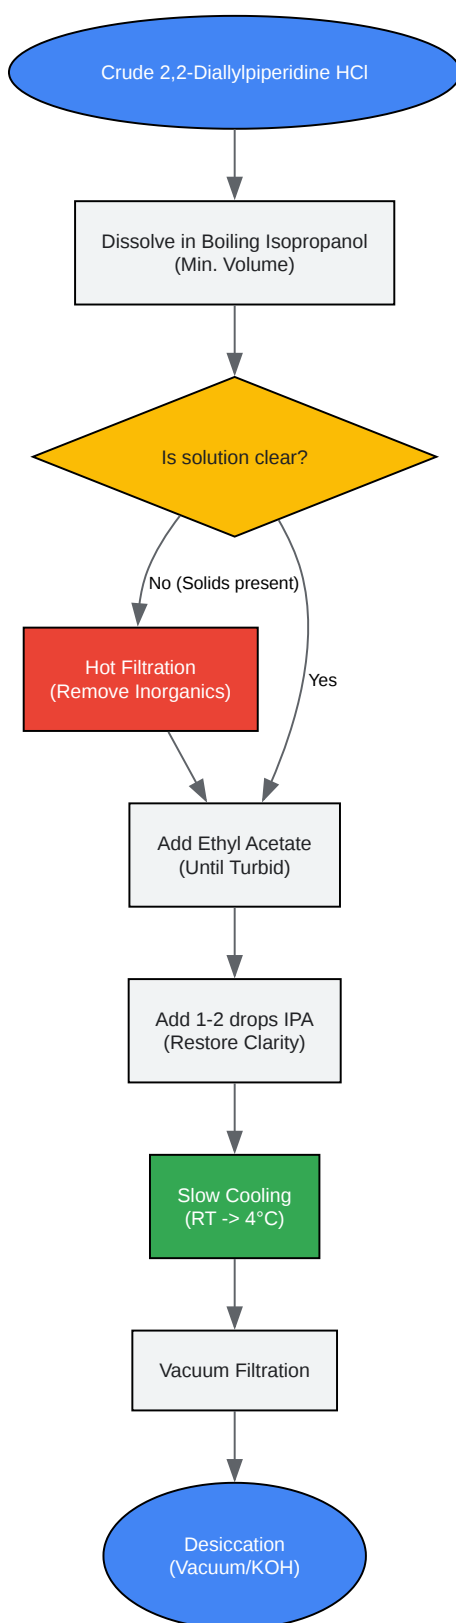 Crude 2,2-Diallylpiperidine HCl
Dissolve in Boiling Isopropanol
(Min. Volume)
Is solution clear?
No (Solids present)
Hot Filtration
(Remove Inorganics)
Yes
Add Ethyl Acetate
(Until Turbid)
Add 1-2 drops IPA
(Restore Clarity)
Slow Cooling
(RT -> 4°C)
Vacuum Filtration
Desiccation
(Vacuum/KOH)